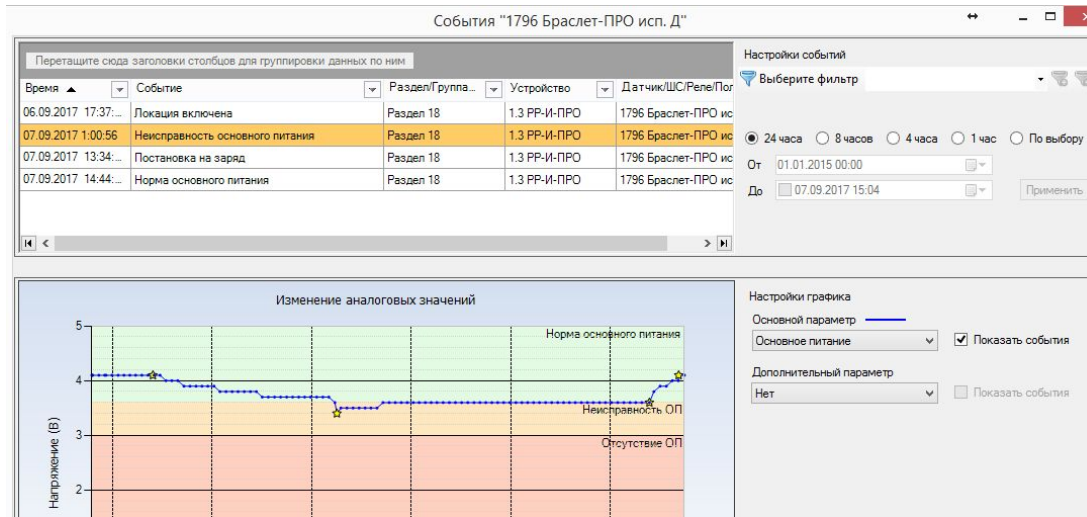 События "1796 Браслет-ПРО исп. Д"
Перетащите сюда заголовки столбцов для группировки данных по ним
Время Событие Раздел/Группа... Устройство Датчик/ШС/Реле/Пол
06.09.2017 17:37:... Локация включена Раздел 18 1.3 РР-И-ПРО 1796 Браслет-ПРО ис
07.09.2017 1:00:56 Неисправность основного питания Раздел 18 1.3 РР-И-ПРО 1796 Браслет-ПРО ис
07.09.2017 13:34:... Постановка на заряд Раздел 18 1.3 РР-И-ПРО 1796 Браслет-ПРО ис
07.09.2017 14:44:... Норма основного питания Раздел 18 1.3 РР-И-ПРО 1796 Браслет-ПРО ис
Настройки событий
Выберите фильтр
24 часа 8 часов 4 часа 1 час По выбору
От 01.01.2015 00:00
До 07.09.2017 15:04 Применить
Изменение аналоговых значений
5
4
3
2
Напряжение (В)
Норма основного питания
Неисправность ОП
Отсутствие ОП
Настройки графика
Основной параметр
Основное питание Показать события
Дополнительный параметр
Нет Показать события